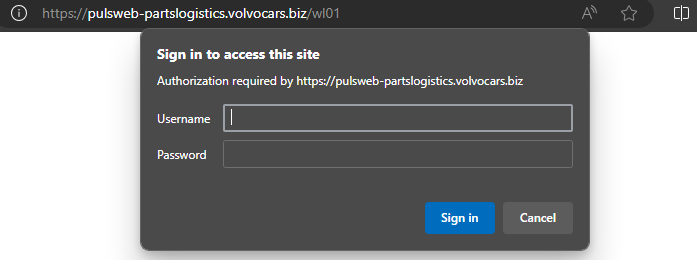 https://pulsweb-partslogistics.volvocars.biz/wl01
Sign in to access this site
Authorization required by https://pulsweb-partslogistics.volvocars.biz
Username
Password
Sign in Cancel